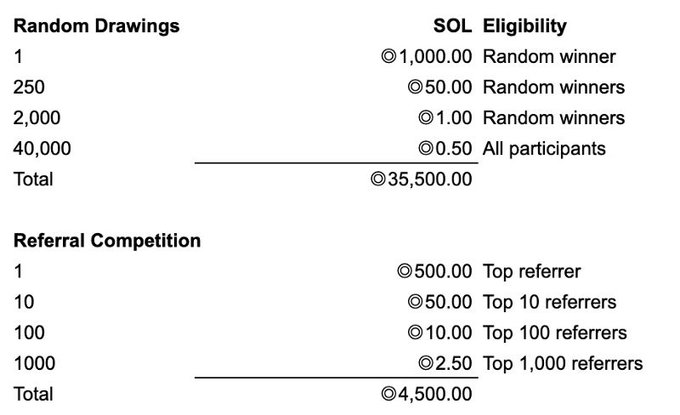 Random Drawings SOL Eligibility
1 ◎1,000.00 Random winner
250 ◎50.00 Random winners
2,000 ◎1.00 Random winners
40,000 ◎0.50 All participants
Total ◎35,500.00
Referral Competition
1 ◎500.00 Top referrer
10 ◎50.00 Top 10 referrers
100 ◎10.00 Top 100 referrers
1000 ◎2.50 Top 1,000 referrers
Total ◎4,500.00